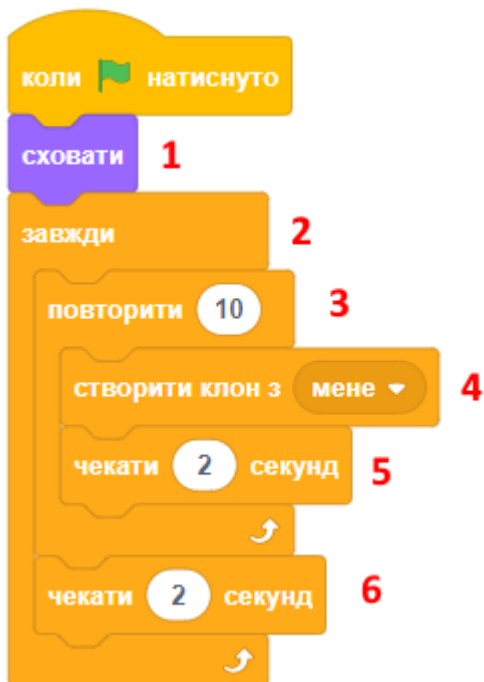 коли натиснуто
сховати 1
завжди 2
повторити 10 3
створити клон з мене 4
чекати 2 секунд 5
чекати 2 секунд 6